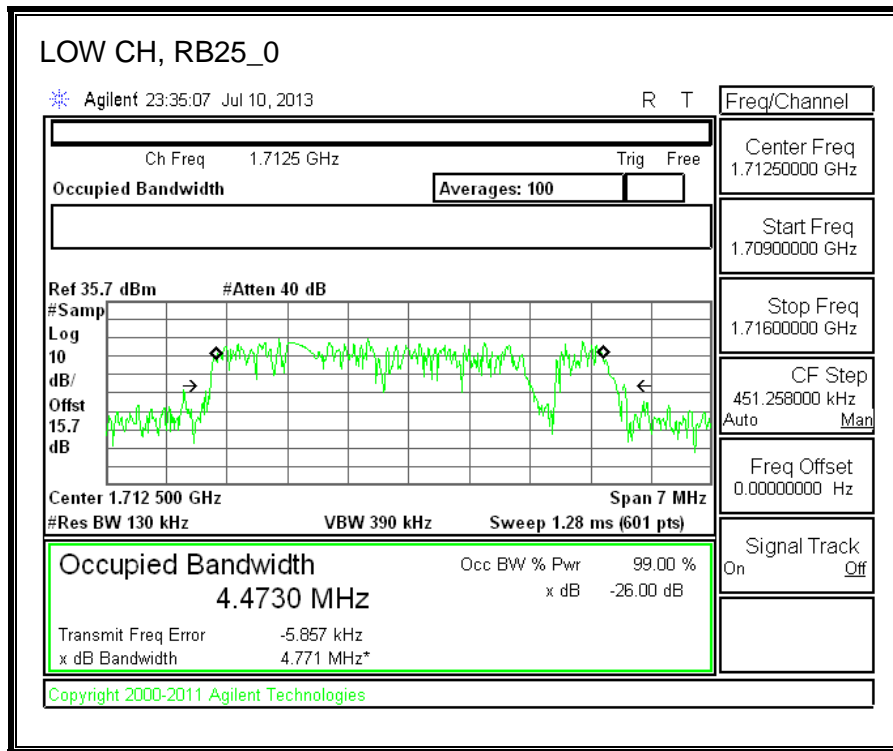 LOW CH, RB25_0
Agilent 23:35:07 Jul 10, 2013 R T
Freq/Channel
Ch Freq 1.7125 GHz Trig Free
Occupied Bandwidth Averages: 100
Center Freq
1.71250000 GHz
Start Freq
1.70900000 GHz
Stop Freq
1.71600000 GHz
CF Step
451.258000 kHz
Auto Man
Freq Offset
0.00000000 Hz
Signal Track
On Off
Ref 35.7 dBm #Atten 40 dB
#Samp
Log
10
dB/
Offst
15.7
dB
Center 1.712 500 GHz Span 7 MHz
#Res BW 130 kHz VBW 390 kHz Sweep 1.28 ms (601 pts)
Occupied Bandwidth Occ BW % Pwr 99.00 %
4.4730 MHz x dB -26.00 dB
Transmit Freq Error -5.857 kHz
x dB Bandwidth 4.771 MHz*
Copyright 2000-2011 Agilent Technologies